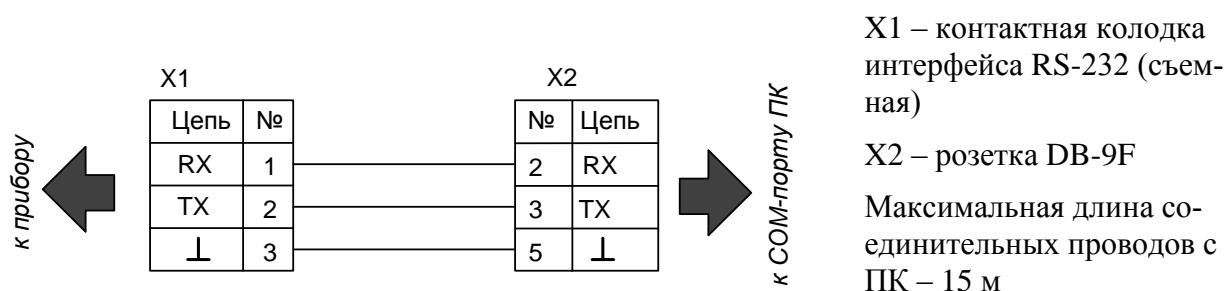 X1
X2
Цепь №
№ Цепь
RX 1
2 RX
TX 2
3 TX
⊥ 3
5 ⊥
к прибору
к COM-порту ПК
X1 – контактная колодка
интерфейса RS-232 (съем-
ная)
X2 – розетка DB-9F
Максимальная длина со-
единительных проводов с
ПК – 15 м